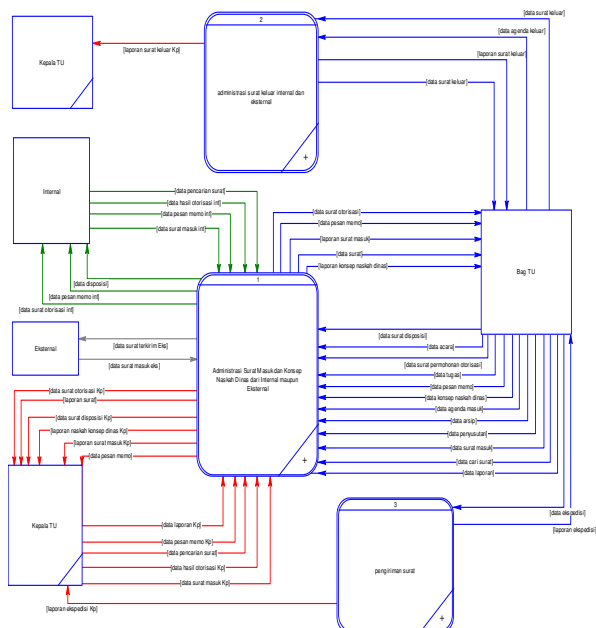 2
[data surat keluar]
[data agenda keluar]
[laporan surat keluar Kp]
[laporan surat keluar]
Kepala TU
[data surat keluar]
administrasi surat keluar internal dan
eksternal
+
Internal
[data pencarian surat]
[data hasil otorisasi int]
[data pesan memo int]
[data surat masuk int]
[data surat otorisasi]
[data pesan memo]
[laporan surat masuk]
[data surat]
[laporan konsep naskah dinas]
Bag TU
[data disposisi]
[data pesan memo int]
[data surat otorisasi int]
1
Eksternal
[data surat terkirim Eks]
[data surat masuk eks]
Administrasi Surat Masuk dan Konsep
Naskah Dinas dari Internal maupun
Eksternal
+
[data surat disposisi]
[data acara]
[data surat permohonan otorisasi]
[data tugas]
[data pesan memo]
[data konsep naskah dinas]
[data agenda masuk]
[data arsip]
[data penyusutan]
[data surat masuk]
[data cari surat]
[data laporan]
[data surat otorisasi Kp]
[laporan surat]
[data surat disposisi Kp]
[laporan naskah konsep dinas Kp]
[laporan surat masuk Kp]
[data pesan memo]
Kepala TU
[data laporan Kp]
[data pesan memo Kp]
[data pencarian surat]
[data hasil otorisasi Kp]
[data surat masuk Kp]
[laporan ekspedisi Kp]
3
[data ekspedisi]
[laporan ekspedisi]
pengiriman surat
+